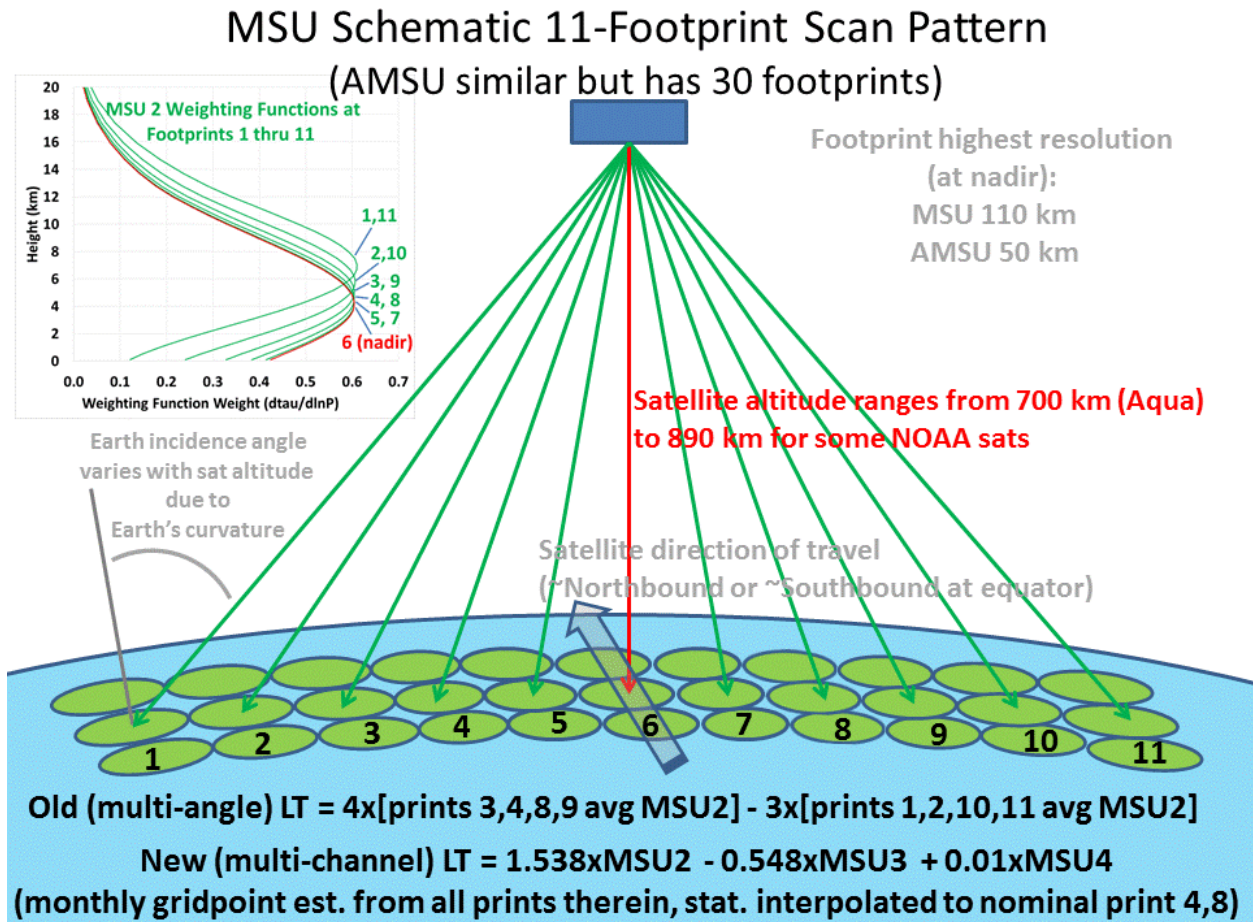 MSU Schematic 11-Footprint Scan Pattern
(AMSU similar but has 30 footprints)
MSU 2 Weighting Functions at
Footprints 1 thru 11
20
18
16
14
12
10
8
6
4
2
0
Height (km)
1,11
2,10
3, 9
4, 8
5, 7
6 (nadir)
0.0 0.1 0.2 0.3 0.4 0.5 0.6 0.7
Weighting Function Weight (dtau/dlnP)
Footprint highest resolution
(at nadir):
MSU 110 km
AMSU 50 km
Satellite altitude ranges from 700 km (Aqua)
to 890 km for some NOAA sats
Earth incidence angle
varies with sat altitude
due to
Earth's curvature
Satellite direction of travel
(~Northbound or ~Southbound at equator)
1 2 3 4 5 6 7 8 9 10 11
Old (multi-angle) LT = 4x[prints 3,4,8,9 avg MSU2] - 3x[prints 1,2,10,11 avg MSU2]
New (multi-channel) LT = 1.538xMSU2 - 0.548xMSU3 + 0.01xMSU4
(monthly gridpoint est. from all prints therein, stat. interpolated to nominal print 4,8)